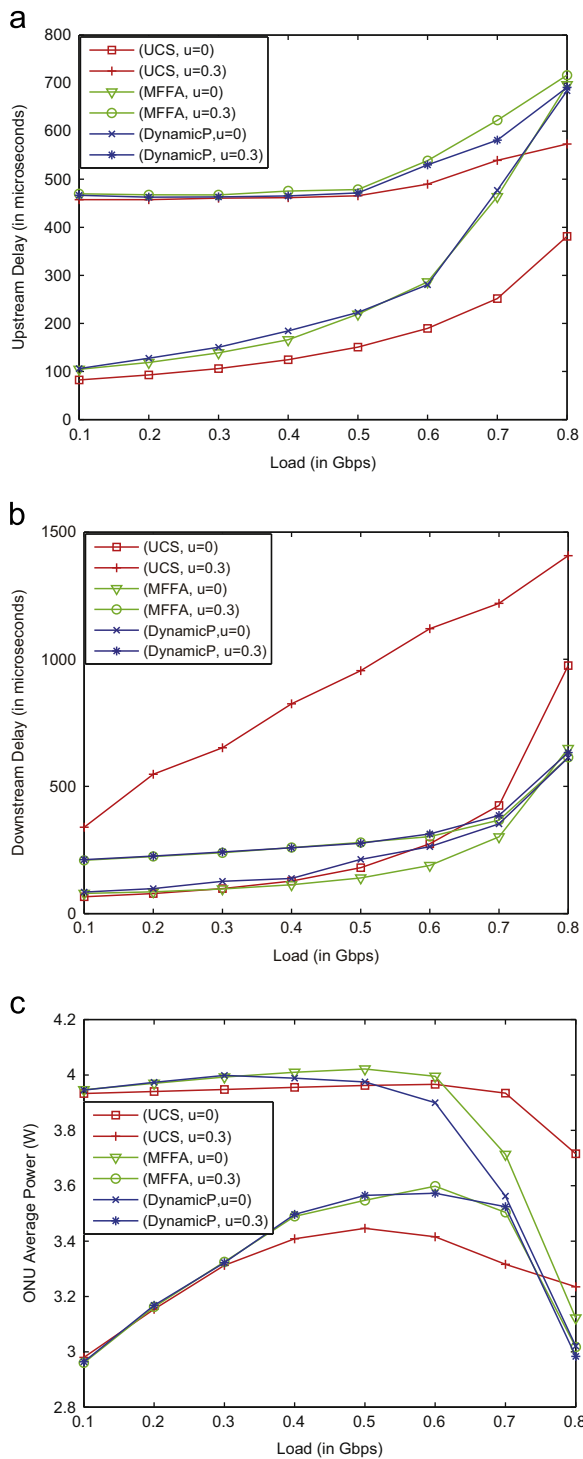 a
800
700
600
500
400
300
200
100
0
Upstream Delay (in microseconds)
(UCS, u=0)
(UCS, u=0.3)
(MFFA, u=0)
(MFFA, u=0.3)
(DynamicP,u=0)
(DynamicP, u=0.3)
0.1 0.2 0.3 0.4 0.5 0.6 0.7 0.8
Load (in Gbps)
b
1500
1000
500
0
Downstream Delay (in microseconds)
(UCS, u=0)
(UCS, u=0.3)
(MFFA, u=0)
(MFFA, u=0.3)
(DynamicP,u=0)
(DynamicP, u=0.3)
0.1 0.2 0.3 0.4 0.5 0.6 0.7 0.8
Load (in Gbps)
c
4.2
4
3.8
3.6
3.4
3.2
3
2.8
ONU Average Power (W)
(UCS, u=0)
(UCS, u=0.3)
(MFFA, u=0)
(MFFA, u=0.3)
(DynamicP,u=0)
(DynamicP, u=0.3)
0.1 0.2 0.3 0.4 0.5 0.6 0.7 0.8
Load (in Gbps)